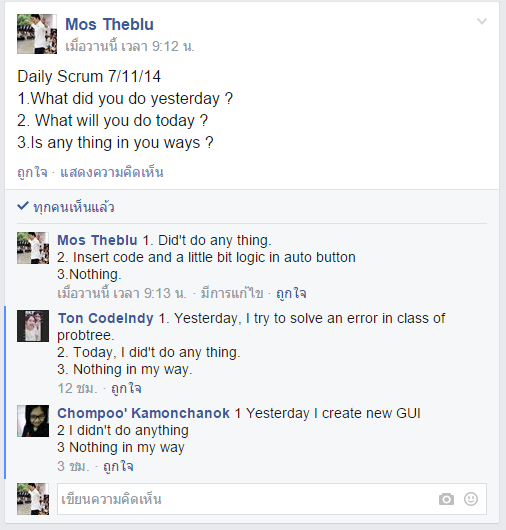 Mos Theblu
เมื่อวานนี้ เวลา 9:12 น.
Daily Scrum 7/11/14
1.What did you do yesterday ?
2. What will you do today ?
3.Is any thing in you ways ?
ถูกใจ · แสดงความคิดเห็น
ทุกคนเห็นแล้ว
Mos Theblu 1. Did't do any thing.
2. Insert code and a little bit logic in auto button
3.Nothing.
เมื่อวานนี้ เวลา 9:13 น. · มีการแก้ไข · ถูกใจ
Ton CodeIndy 1. Yesterday, I try to solve an error in class of
probtree.
2. Today, I did't do any thing.
3. Nothing in my way.
12 ชม. · ถูกใจ
Chompoo' Kamonchanok 1 Yesterday I create new GUI
2 I didn't do anything
3 Nothing in my way
3 ชม. · ถูกใจ
เขียนความคิดเห็น